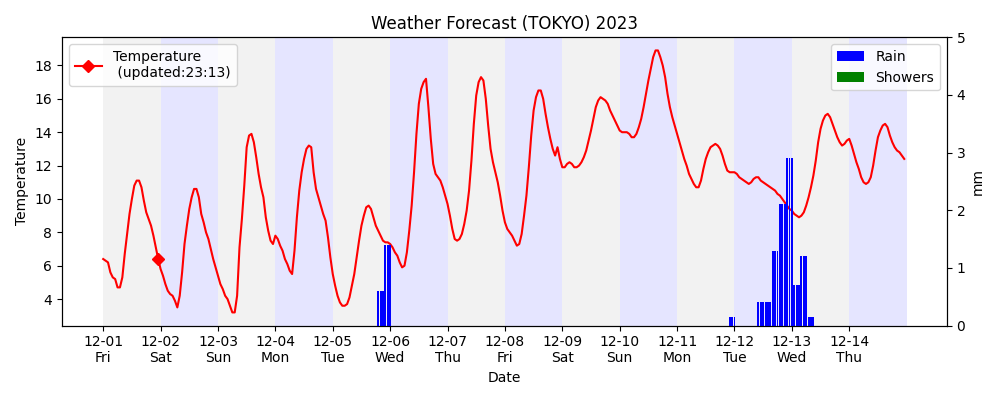 Weather Forecast (TOKYO) 2023
Temperature
(updated:23:13)
Rain
Showers
Temperature
18
16
14
12
10
8
6
4
5
4
3
2
1
0
mm
12-01 12-02 12-03 12-04 12-05 12-06 12-07 12-08 12-09 12-10 12-11 12-12 12-13 12-14
Fri Sat Sun Mon Tue Wed Thu Fri Sat Sun Mon Tue Wed Thu
Date